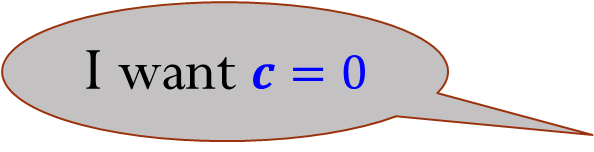 I want c = 0